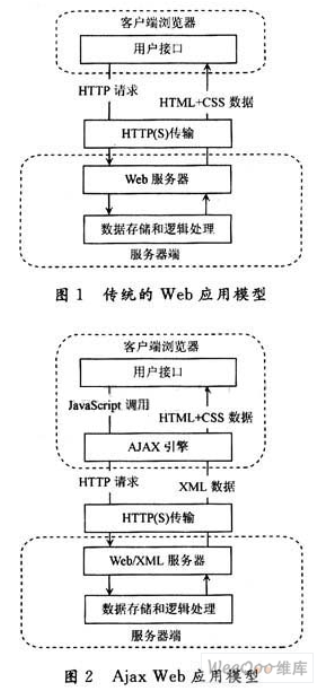 客户端浏览器
用户接口
HTTP 请求
HTML+CSS 数据
HTTP(S)传输
Web 服务器
数据存储和逻辑处理
服务器端
图 1 传统的 Web 应用模型
客户端浏览器
用户接口
JavaScript 调用
HTML+CSS 数据
AJAX 引擎
HTTP 请求
XML 数据
HTTP(S)传输
Web/XML 服务器
数据存储和逻辑处理
服务器端
图 2 Ajax Web 应用模型
WeeQoo 维库